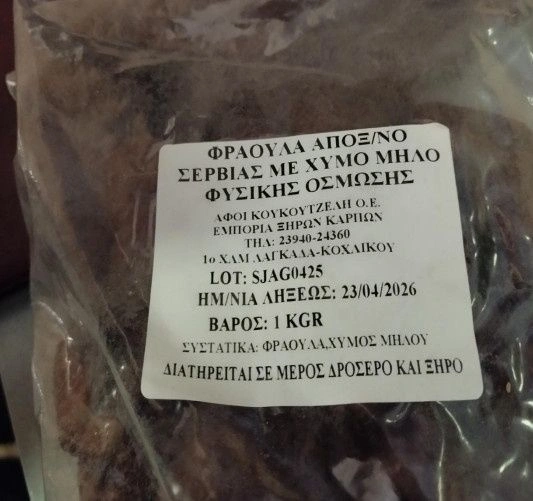 ΦΡΑΟΥΛΑ ΑΠΟΞ/ΝΟ
ΣΕΡΒΙΑΣ ΜΕ ΧΥΜΟ ΜΗΛΟ
ΦΥΣΙΚΗΣ ΟΣΜΩΣΗΣ
ΑΦΟΙ ΚΟΥΚΟΥΤΖΕΛΗ Ο.Ε.
ΕΜΠΟΡΙΑ ΞΗΡΩΝ ΚΑΡΠΩΝ
ΤΗΛ: 23940-24360
1ο ΧΛΜ ΛΑΓΚΑΔΑ-ΚΟΧΛΙΚΟΥ
LOT: SJAG0425
ΗΜ/ΝΙΑ ΛΗΞΕΩΣ: 23/04/2026
ΒΑΡΟΣ: 1 KGR
ΣΥΣΤΑΤΙΚΑ: ΦΡΑΟΥΛΑ,ΧΥΜΟΣ ΜΗΛΟΥ
ΔΙΑΤΗΡΕΙΤΑΙ ΣΕ ΜΕΡΟΣ ΔΡΟΣΕΡΟ ΚΑΙ ΞΗΡΟ